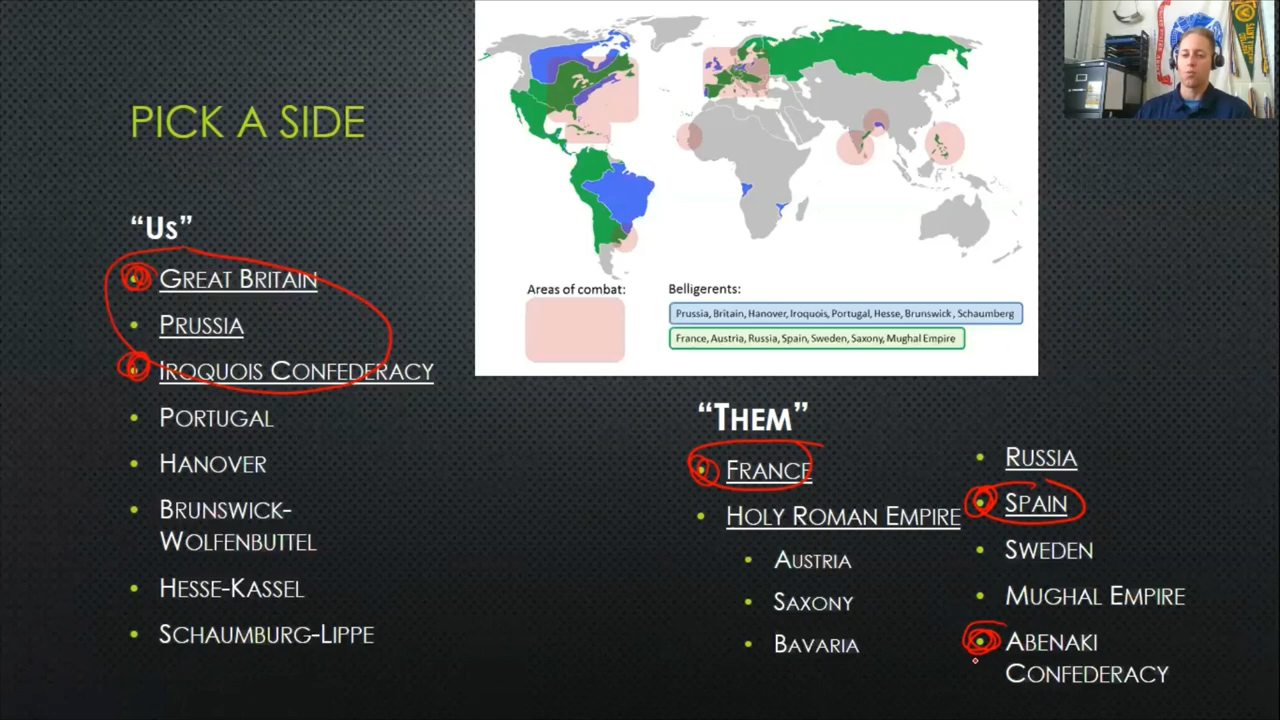 PICK A SIDE
"Us"
• GREAT BRITAIN
• PRUSSIA
• IROQUOIS CONFEDERACY
• PORTUGAL
• HANOVER
• BRUNSWICK-
WOLFENBUTTEL
• HESSE-KASSEL
• SCHAUMBURG-LIPPE
Areas of combat:
Belligerents:
Prussia, Britain, Hanover, Iroquois, Portugal, Hesse, Brunswick , Schaumberg
France, Austria, Russia, Spain, Sweden, Saxony, Mughal Empire
"THEM"
• FRANCE
• HOLY ROMAN EMPIRE
• AUSTRIA
• SAXONY
• BAVARIA
• RUSSIA
• SPAIN
• SWEDEN
• MUGHAL EMPIRE
• ABENAKI
CONFEDERACY